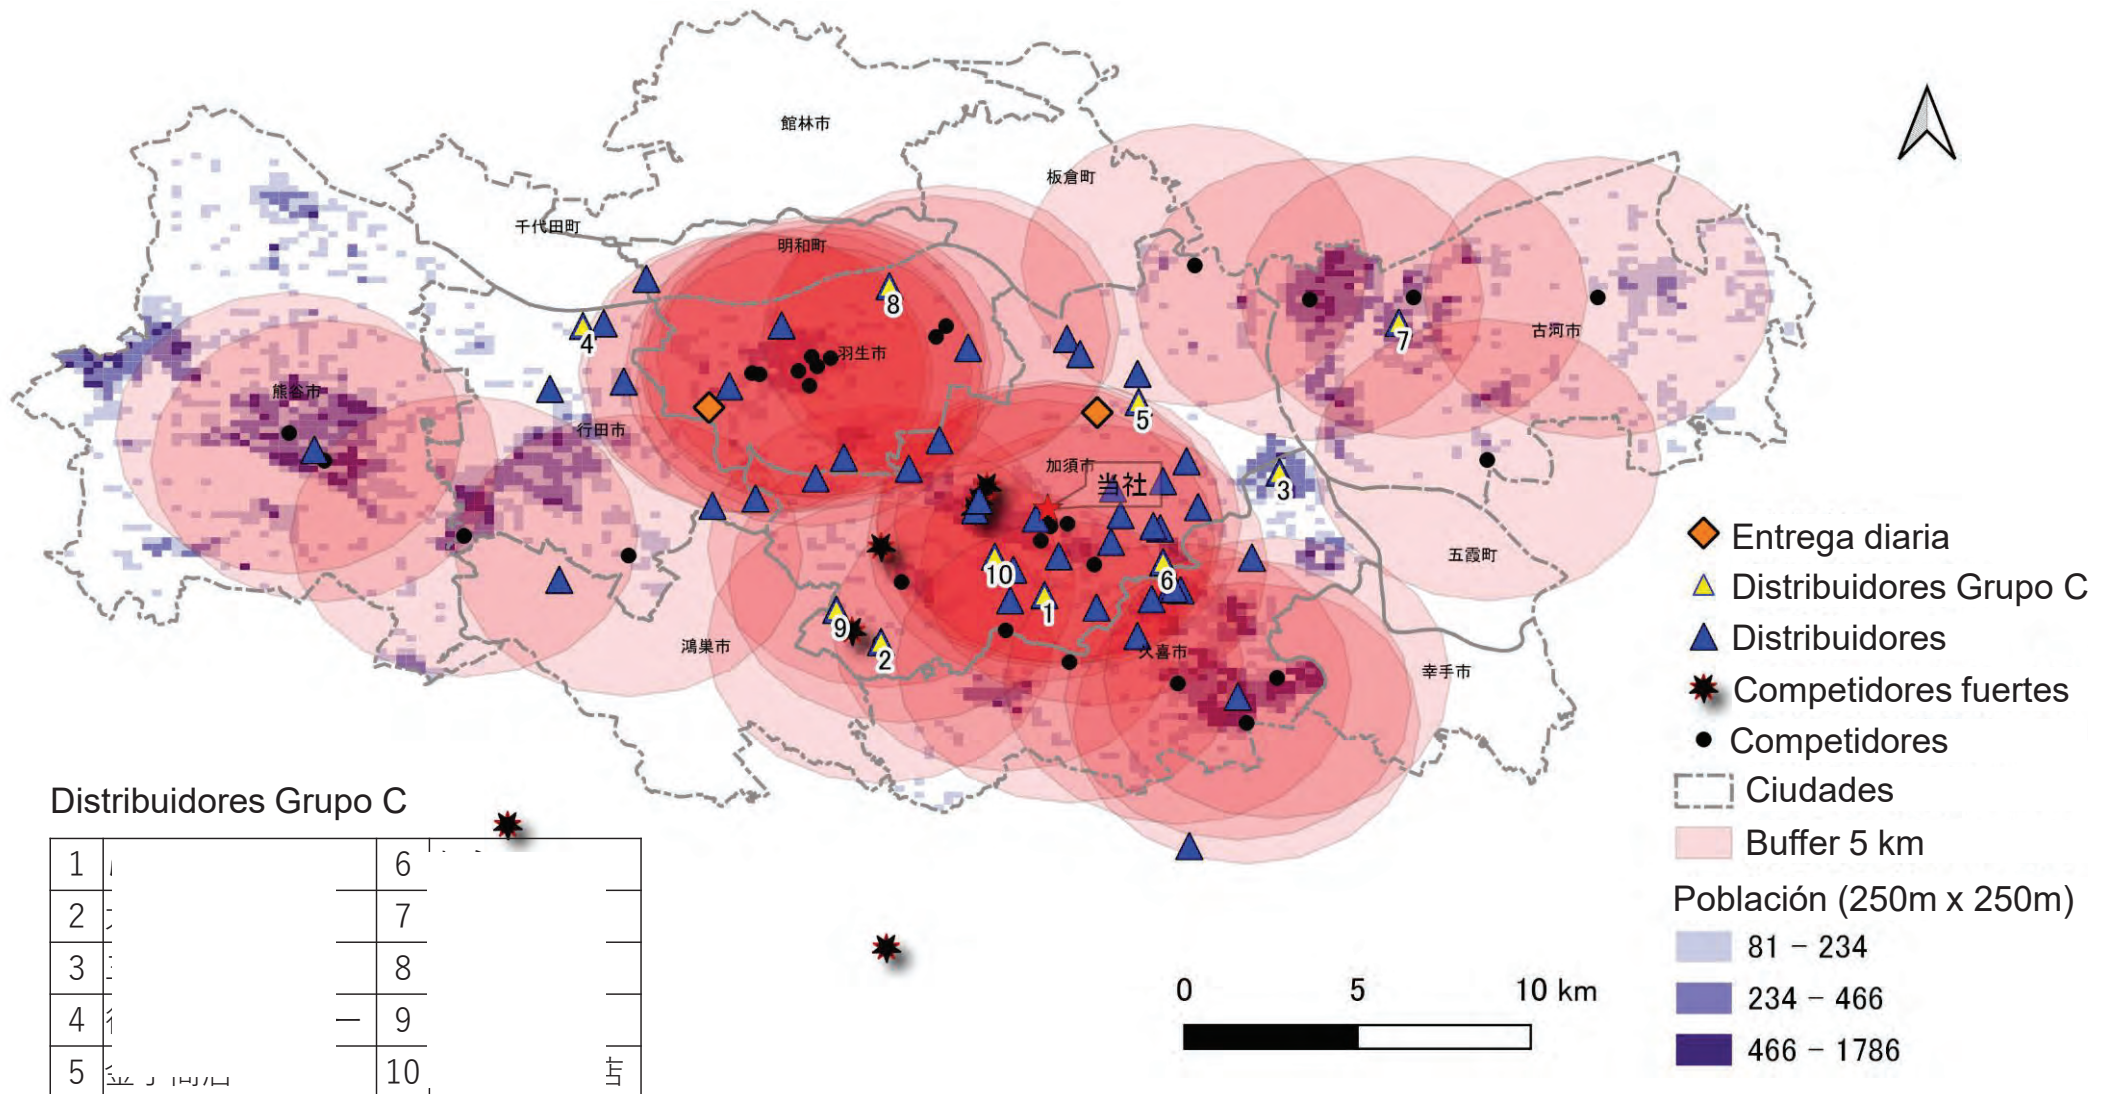 館林市
板倉町
千代田町
明和町
8
4
羽生市
7
古河市
熊谷市
5
行田市
加須市
当社
3
五霞町
10
6
1
9
2
鴻巣市
久喜市
幸手市
Entrega diaria
Distribuidores Grupo C
Distribuidores
Competidores fuertes
Competidores
Ciudades
Buffer 5 km
Población (250m x 250m)
81 - 234
234 - 466
466 - 1786
0 5 10 km
Distribuidores Grupo C
1 6
2 7
3 8
4 ー 9
5 10 店